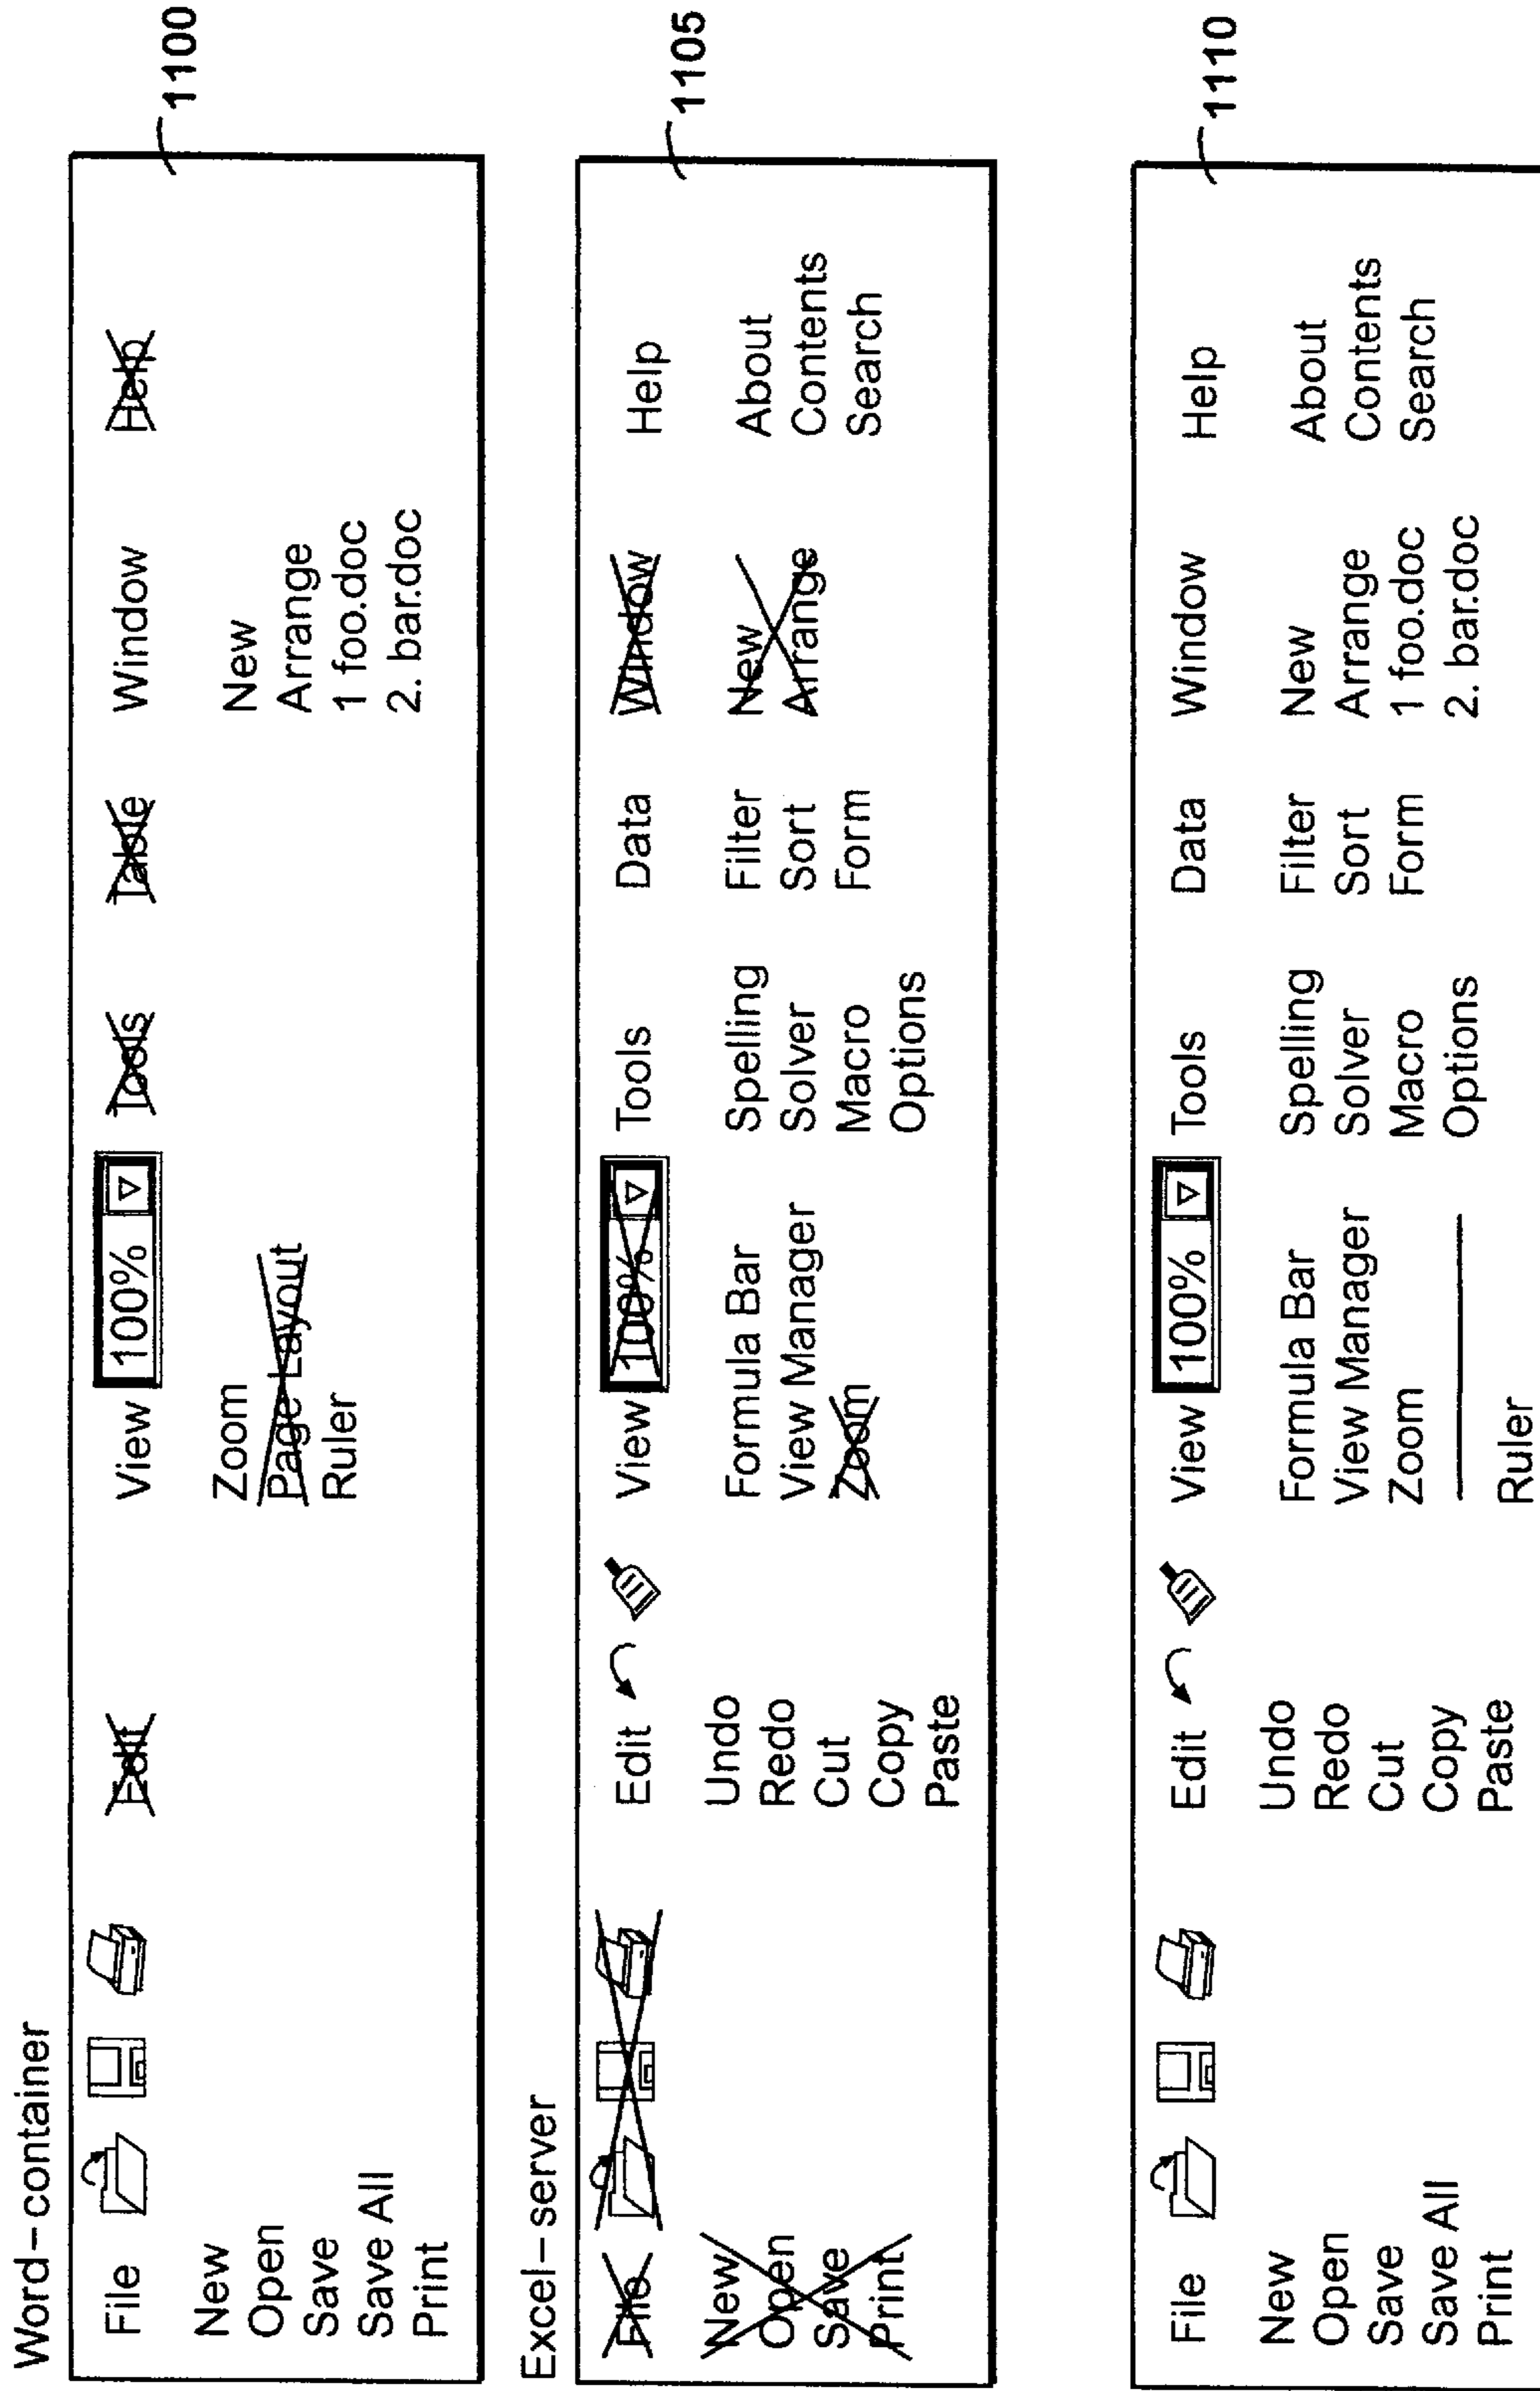 Word-container
1100
File Edit View 100% Tools Table Window Help
New Zoom New
Open Page Layout Arrange
Save Ruler 1 foo.doc
Save All 2. bar.doc
Print
Excel-server
1105
File Edit View 100% Tools Data Window Help
New Undo Formula Bar Spelling Filter New About
Open Redo View Manager Solver Sort Arrange Contents
Save Cut Zoom Macro Form Search
Print Copy Options
Paste
1110
File Edit View 100% Tools Data Window Help
New Undo Formula Bar Spelling Filter New About
Open Redo View Manager Solver Sort Arrange Contents
Save Cut Zoom Macro Form 1 foo.doc Search
Save All Copy Options 2. bar.doc
Print Paste Ruler